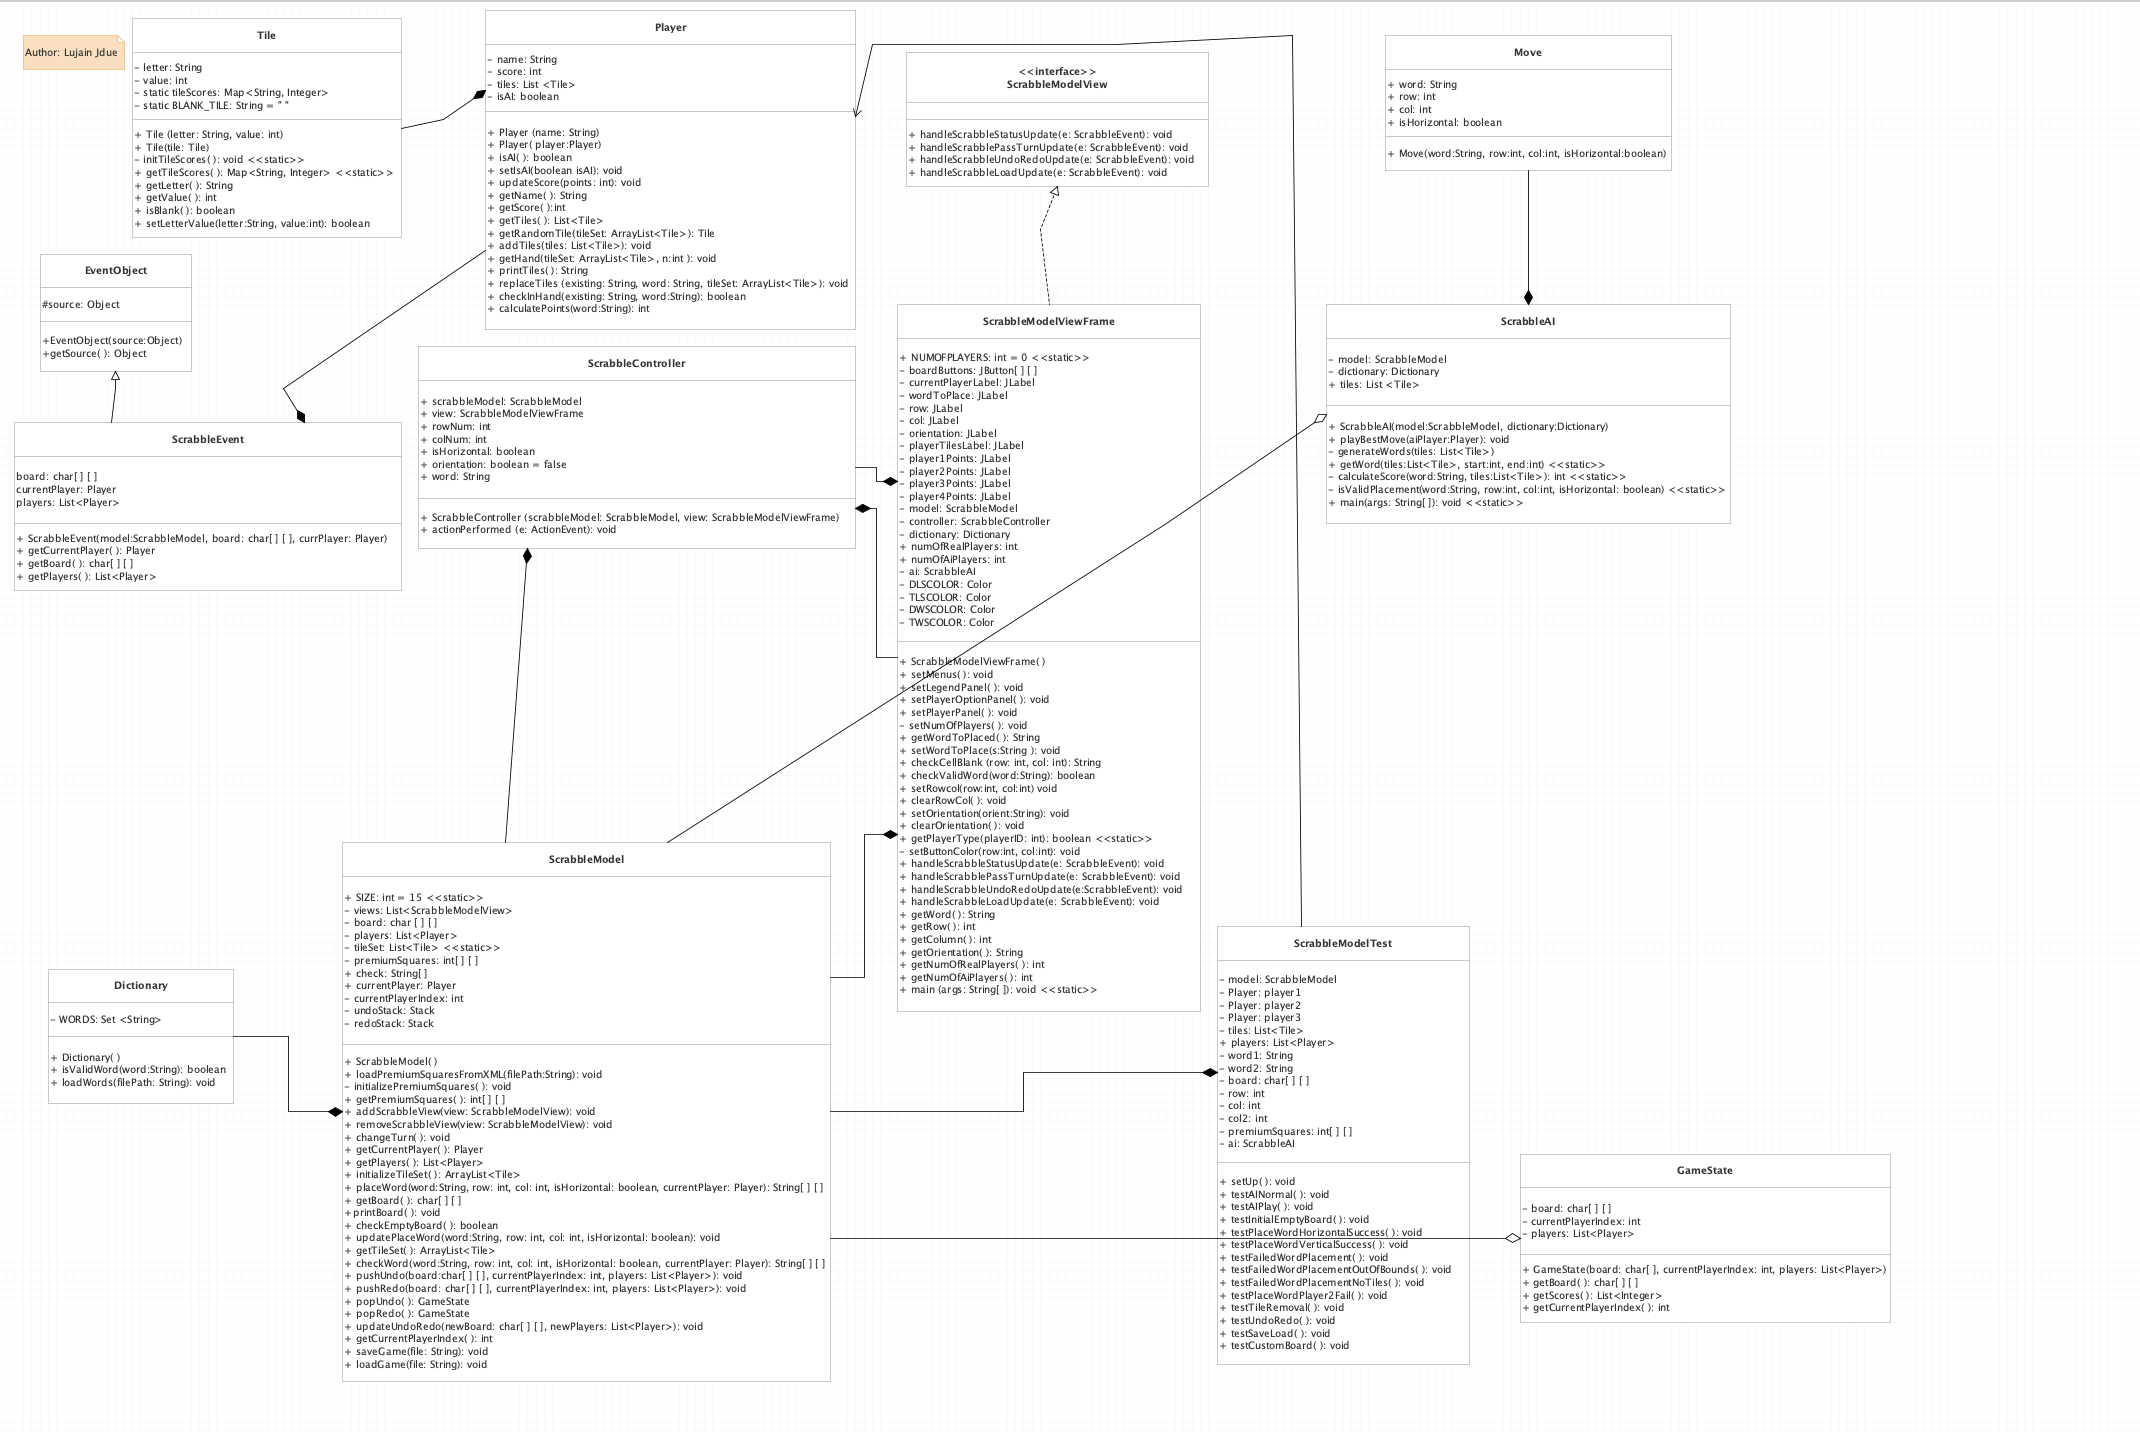 Author: Lujain Jdue
Tile
- letter: String
- value: int
- static tileScores: Map<String, Integer>
- static BLANK_TILE: String = " "
+ Tile (letter: String, value: int)
+ Tile(tile: Tile)
- initTileScores( ): void <<static>>
+ getTileScores( ): Map<String, Integer> <<static>>
+ getLetter( ): String
+ getValue( ): int
+ isBlank( ): boolean
+ setLetterValue(letter:String, value:int): boolean
Player
- name: String
- score: int
- tiles: List <Tile>
- isAI: boolean
+ Player (name: String)
+ Player( player:Player)
+ isAI( ): boolean
+ setIsAI(boolean isAI): void
+ updateScore(points: int): void
+ getName( ): String
+ getScore( ):int
+ getTiles( ): List<Tile>
+ getRandomTile(tileSet: ArrayList<Tile>): Tile
+ addTiles(tiles: List<Tile>): void
+ getHand(tileSet: ArrayList<Tile>, n:int ): void
+ printTiles( ): String
+ replaceTiles (existing: String, word: String, tileSet: ArrayList<Tile>): void
+ checkInHand(existing: String, word:String): boolean
+ calculatePoints(word:String): int
<<interface>>
ScrabbleModelView
+ handleScrabbleStatusUpdate(e: ScrabbleEvent): void
+ handleScrabblePassTurnUpdate(e: ScrabbleEvent): void
+ handleScrabbleUndoRedoUpdate(e: ScrabbleEvent): void
+ handleScrabbleLoadUpdate(e: ScrabbleEvent): void
Move
+ word: String
+ row: int
+ col: int
+ isHorizontal: boolean
+ Move(word:String, row:int, col:int, isHorizontal:boolean)
EventObject
#source: Object
+EventObject(source:Object)
+getSource( ): Object
ScrabbleEvent
board: char[ ] [ ]
currentPlayer: Player
players: List<Player>
+ ScrabbleEvent(model:ScrabbleModel, board: char[ ] [ ], currPlayer: Player)
+ getCurrentPlayer( ): Player
+ getBoard( ): char[ ] [ ]
+ getPlayers( ): List<Player>
ScrabbleController
+ scrabbleModel: ScrabbleModel
+ view: ScrabbleModelViewFrame
+ rowNum: int
+ colNum: int
+ isHorizontal: boolean
+ orientation: boolean = false
+ word: String
+ ScrabbleController (scrabbleModel: ScrabbleModel, view: ScrabbleModelViewFrame)
+ actionPerformed (e: ActionEvent): void
ScrabbleModelViewFrame
+ NUMOFPLAYERS: int = 0 <<static>>
- boardButtons: JButton[ ] [ ]
- currentPlayerLabel: JLabel
- wordToPlace: JLabel
- row: JLabel
- col: JLabel
- orientation: JLabel
- playerTilesLabel: JLabel
- player1Points: JLabel
- player2Points: JLabel
- player3Points: JLabel
- player4Points: JLabel
- model: ScrabbleModel
- controller: ScrabbleController
- dictionary: Dictionary
+ numOfRealPlayers: int
+ numOfAiPlayers: int
- ai: ScrabbleAI
- DLSCOLOR: Color
- TLSCOLOR: Color
- DWSCOLOR: Color
- TWSCOLOR: Color
+ ScrabbleModelViewFrame( )
+ setMenus( ): void
+ setLegendPanel( ): void
+ setPlayerOptionPanel( ): void
+ setPlayerPanel( ): void
- setNumOfPlayers( ): void
+ getWordToPlaced( ): String
+ setWordToPlace(s:String ): void
+ checkCellBlank (row: int, col: int): String
+ checkValidWord(word:String): boolean
+ setRowcol(row:int, col:int) void
+ clearRowCol( ): void
+ setOrientation(orient:String): void
+ clearOrientation( ): void
+ getPlayerType(playerID: int): boolean <<static>>
- setButtonColor(row:int, col:int): void
+ handleScrabbleStatusUpdate(e: ScrabbleEvent): void
+ handleScrabblePassTurnUpdate(e: ScrabbleEvent): void
+ handleScrabbleUndoRedoUpdate(e:ScrabbleEvent): void
+ handleScrabbleLoadUpdate(e: ScrabbleEvent): void
+ getWord( ): String
+ getRow( ): int
+ getColumn( ): int
+ getOrientation( ): String
+ getNumOfRealPlayers( ): int
+ getNumOfAiPlayers( ): int
+ main (args: String[ ]): void <<static>>
ScrabbleAI
- model: ScrabbleModel
- dictionary: Dictionary
+ tiles: List <Tile>
+ ScrabbleAI(model:ScrabbleModel, dictionary:Dictionary)
+ playBestMove(aiPlayer:Player): void
- generateWords(tiles: List<Tile>)
+ getWord(tiles:List<Tile>, start:int, end:int) <<static>>
- calculateScore(word:String, tiles:List<Tile>): int <<static>>
- isValidPlacement(word:String, row:int, col:int, isHorizontal: boolean) <<static>>
+ main(args: String[ ]): void <<static>>
ScrabbleModel
+ SIZE: int = 15 <<static>>
- views: List<ScrabbleModelView>
- board: char [ ] [ ]
- players: List<Player>
- tileSet: List<Tile> <<static>>
- premiumSquares: int[ ] [ ]
+ check: String[ ]
+ currentPlayer: Player
- currentPlayerIndex: int
- undoStack: Stack
- redoStack: Stack
+ ScrabbleModel( )
+ loadPremiumSquaresFromXML(filePath:String): void
- initializePremiumSquares( ): void
+ getPremiumSquares( ): int[ ] [ ]
+ addScrabbleView(view: ScrabbleModelView): void
+ removeScrabbleView(view: ScrabbleModelView): void
+ changeTurn( ): void
+ getCurrentPlayer( ): Player
+ getPlayers( ): List<Player>
+ initializeTileSet( ): ArrayList<Tile>
+ placeWord(word:String, row: int, col: int, isHorizontal: boolean, currentPlayer: Player): String[ ] [ ]
+ getBoard( ): char[ ] [ ]
+printBoard( ): void
+ checkEmptyBoard( ): boolean
+ updatePlaceWord(word:String, row: int, col: int, isHorizontal: boolean): void
+ getTileSet( ): ArrayList<Tile>
+ checkWord(word:String, row: int, col: int, isHorizontal: boolean, currentPlayer: Player): String[ ] [ ]
+ pushUndo(board:char[ ] [ ], currentPlayerIndex: int, players: List<Player>): void
+ pushRedo(board: char[ ] [ ], currentPlayerIndex: int, players: List<Player>): void
+ popUndo( ): GameState
+ popRedo( ): GameState
+ updateUndoRedo(newBoard: char[ ] [ ], newPlayers: List<Player>): void
+ getCurrentPlayerIndex( ): int
+ saveGame(file: String): void
+ loadGame(file: String): void
Dictionary
- WORDS: Set <String>
+ Dictionary( )
+ isValidWord(word:String): boolean
+ loadWords(filePath: String): void
ScrabbleModelTest
- model: ScrabbleModel
- Player: player1
- Player: player2
- Player: player3
- tiles: List<Tile>
+ players: List<Player>
- word1: String
- word2: String
- board: char[ ] [ ]
- row: int
- col: int
- col2: int
- premiumSquares: int[ ] [ ]
- ai: ScrabbleAI
+ setUp( ): void
+ testAINormal( ): void
+ testAIPlay( ): void
+ testInitialEmptyBoard( ): void
+ testPlaceWordHorizontalSuccess( ): void
+ testPlaceWordVerticalSuccess( ): void
+ testFailedWordPlacement( ): void
+ testFailedWordPlacementOutOfBounds( ): void
+ testFailedWordPlacementNoTiles( ): void
+ testPlaceWordPlayer2Fail( ): void
+ testTileRemoval( ): void
+ testUndoRedo( ): void
+ testSaveLoad( ): void
+ testCustomBoard( ): void
GameState
- board: char[ ] [ ]
- currentPlayerIndex: int
- players: List<Player>
+ GameState(board: char[ ], currentPlayerIndex: int, players: List<Player>)
+ getBoard( ): char[ ] [ ]
+ getScores( ): List<Integer>
+ getCurrentPlayerIndex( ): int